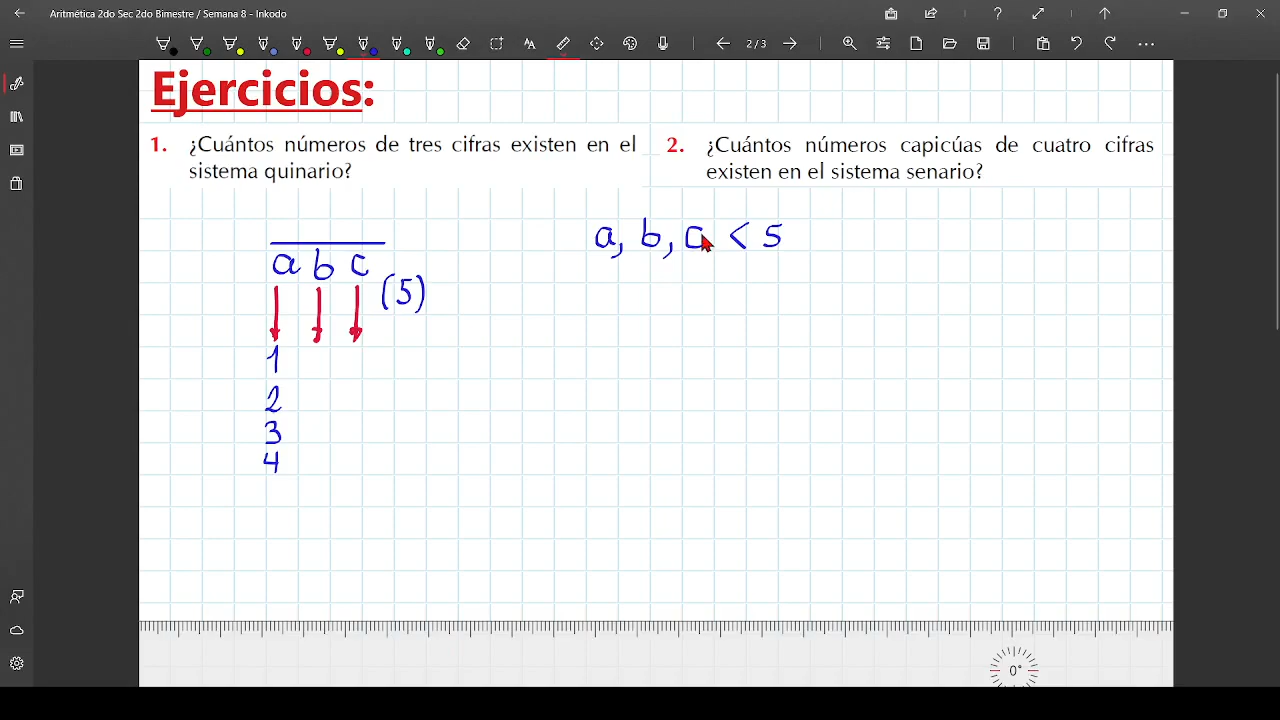 Aritmética 2do Sec 2do Bimestre / Semana 8 - Inkodo
2/3
Ejercicios:
1. ¿Cuántos números de tres cifras existen en el
sistema quinario?
2. ¿Cuántos números capicúas de cuatro cifras
existen en el sistema senario?
a, b, c < 5
a b c (5)
1
2
3
4
0°